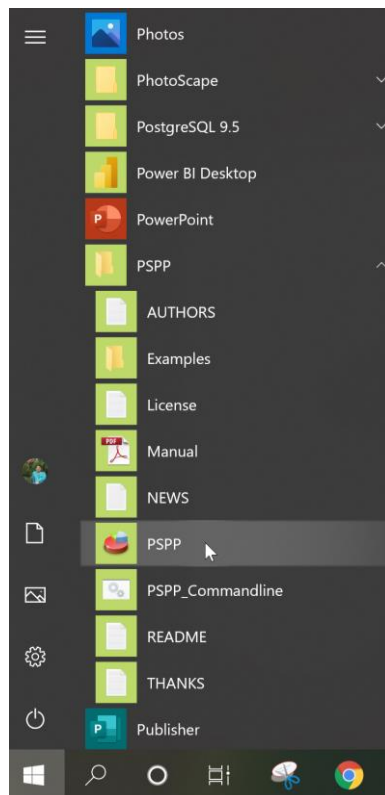 Photos
PhotoScape
PostgreSQL 9.5
Power BI Desktop
PowerPoint
PSPP
AUTHORS
Examples
License
Manual
NEWS
PSPP
PSPP_Commandline
README
THANKS
Publisher